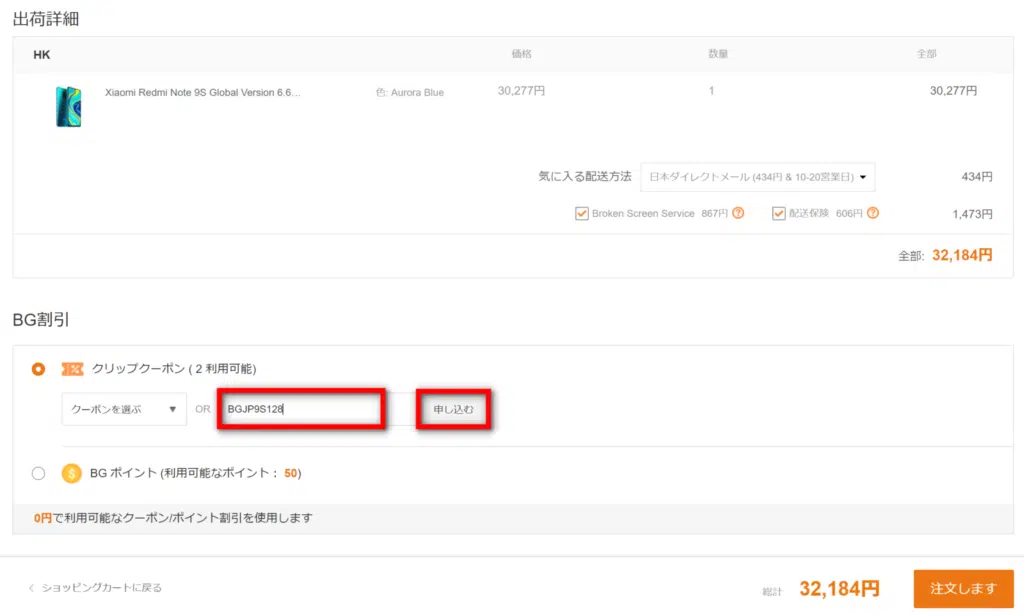 出荷詳細
HK 価格 数量 全部
Xiaomi Redmi Note 9S Global Version 6.6... 色: Aurora Blue 30,277円 1 30,277円
気に入る配送方法 日本ダイレクトメール (434円 & 10-20営業日) 434円
Broken Screen Service 867円 ? 配送保険 606円 ? 1,473円
全部: 32,184円
BG割引
クリップクーポン ( 2 利用可能)
クーポンを選ぶ OR BGJP9S128 申し込む
BG ポイント (利用可能なポイント： 50)
0円で利用可能なクーポン/ポイント割引を使用します
ショッピングカートに戻る 総計 32,184円 注文します